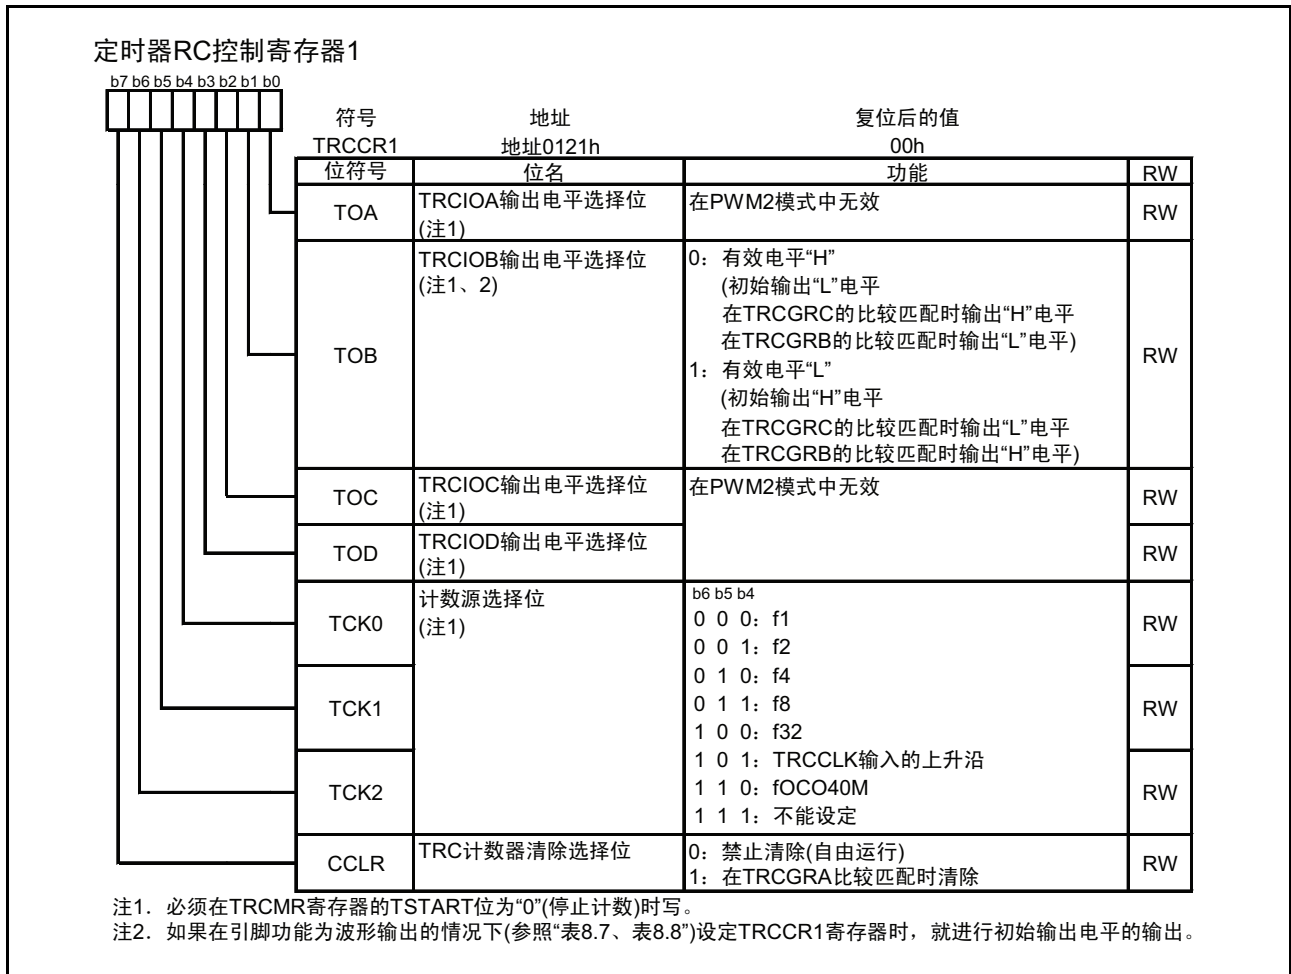 定时器RC控制寄存器1
b7 b6 b5 b4 b3 b2 b1 b0
符号 地址 复位后的值
TRCCR1 地址0121h 00h
位符号 位名 功能 RW
TOA TRCIOA输出电平选择位 在PWM2模式中无效 RW
(注1)
TRCIOB输出电平选择位 0：有效电平“H”
(注1、2) (初始输出“L”电平
在TRCGRC的比较匹配时输出“H”电平
在TRCGRB的比较匹配时输出“L”电平)
TOB RW
1：有效电平“L”
(初始输出“H”电平
在TRCGRC的比较匹配时输出“L”电平
在TRCGRB的比较匹配时输出“H”电平)
TOC TRCIOC输出电平选择位 在PWM2模式中无效 RW
(注1)
TOD TRCIOD输出电平选择位 RW
(注1)
计数源选择位 b6 b5 b4
TCK0 (注1) 0 0 0：f1 RW
0 0 1：f2
0 1 0：f4
TCK1 0 1 1：f8 RW
1 0 0：f32
1 0 1：TRCCLK输入的上升沿
TCK2 1 1 0：fOCO40M RW
1 1 1：不能设定
CCLR TRC计数器清除选择位 0：禁止清除(自由运行) RW
1：在TRCGRA比较匹配时清除
注1．必须在TRCMR寄存器的TSTART位为“0”(停止计数)时写。
注2．如果在引脚功能为波形输出的情况下(参照“表8.7、表8.8”)设定TRCCR1寄存器时，就进行初始输出电平的输出。